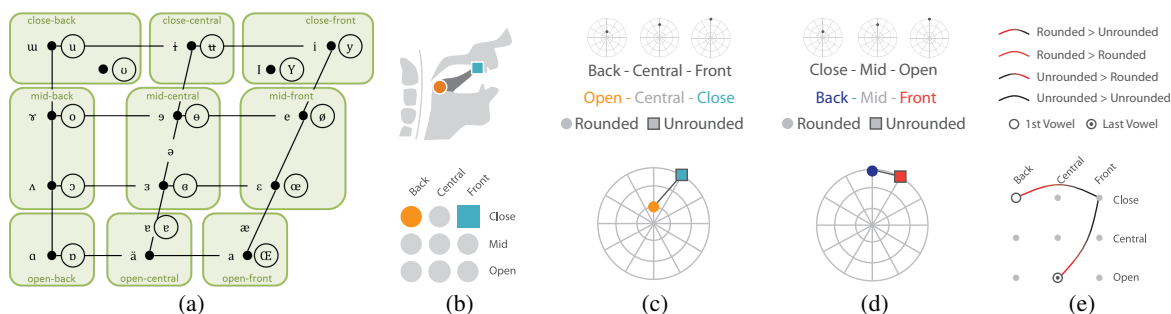 close-back close-central close-front
ɯ u ɨ ʉ i y
ʊ I Y
mid-back mid-central mid-front
ɤ o ɘ ɵ e ø
ə
ʌ ɔ ɜ ɞ ɛ œ
ɐ ɐ æ
ɑ ɒ ä a Œ
open-back open-central open-front
(a)
Back Central Front
Close
Mid
Open
(b)
Back - Central - Front
Open - Central - Close
Rounded Unrounded
(c)
Close - Mid - Open
Back - Mid - Front
Rounded Unrounded
(d)
Rounded > Unrounded
Rounded > Rounded
Unrounded > Rounded
Unrounded > Unrounded
1st Vowel Last Vowel
Back Central Front
Close
Central
Open
(e)